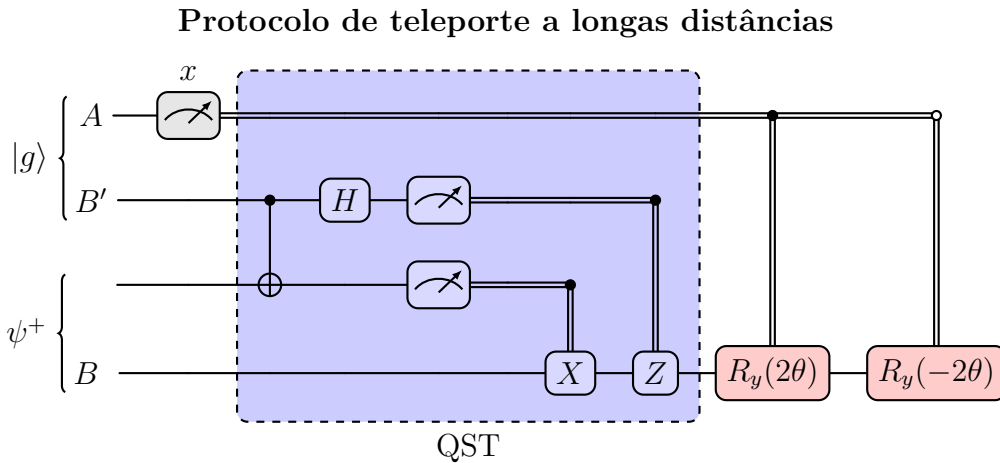 Protocolo de teleporte a longas distâncias
x
A
|g⟩
B′
H
ψ⁺
B
X
Z
R_y(2θ)
R_y(−2θ)
QST